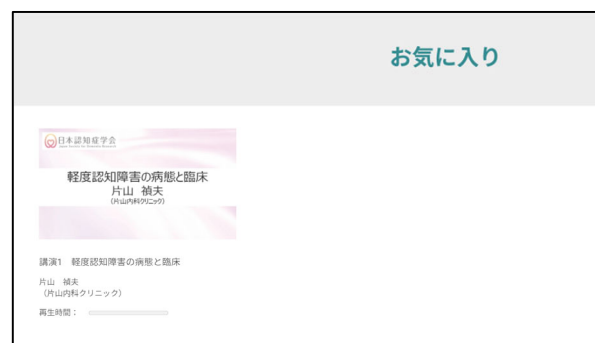 お気に入り
日本認知症学会
軽度認知障害の病態と臨床
片山 禎夫
(片山内科クリニック)
講演1 軽度認知障害の病態と臨床
片山 禎夫
（片山内科クリニック）
再生時間：